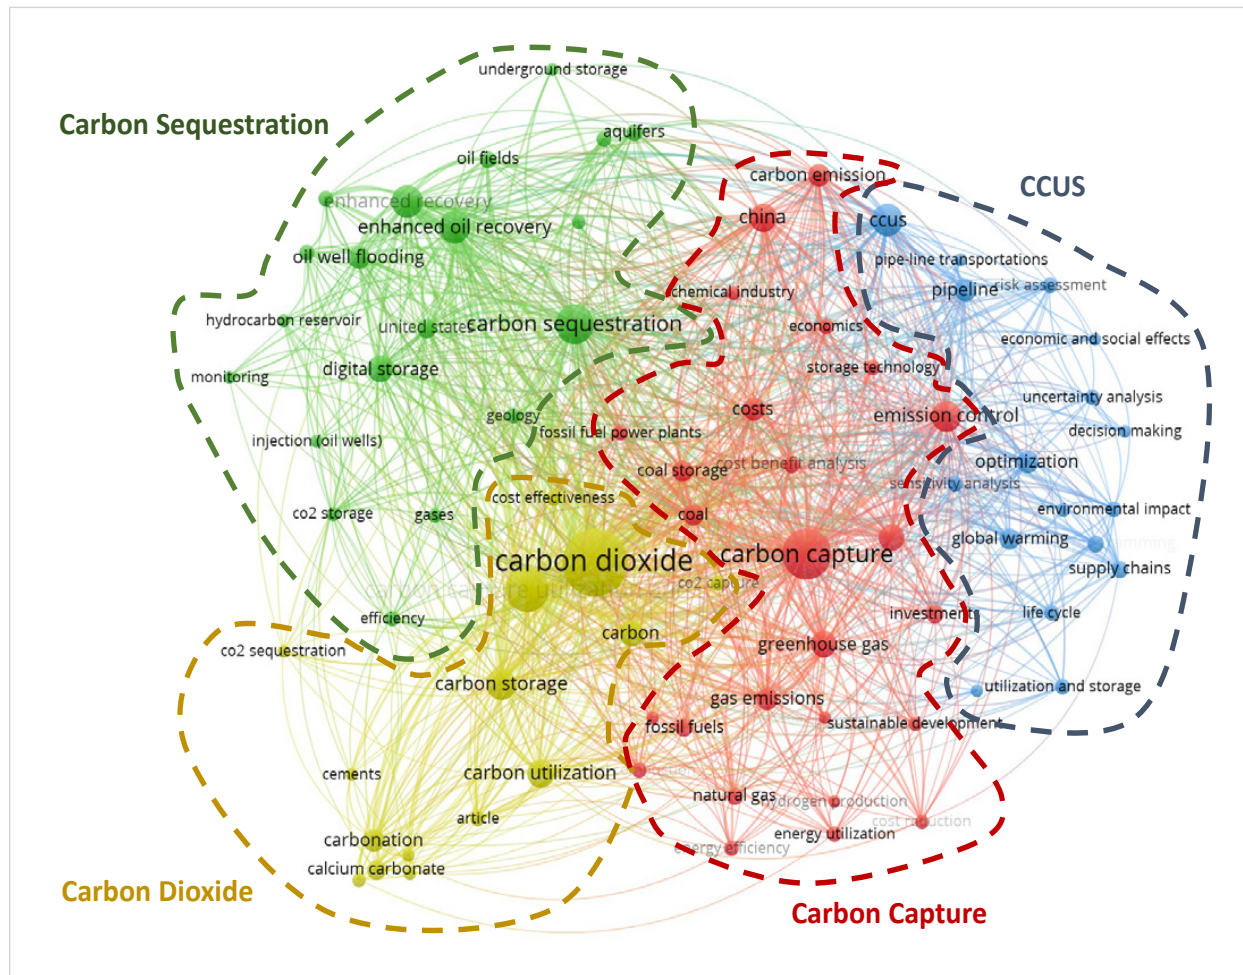 underground storage
Carbon Sequestration
aquifers
oil fields
carbon emission
CCUS
enhanced recovery
china
ccus
enhanced oil recovery
oil well flooding
pipe-line transportations
pipeline
risk assessment
chemical industry
hydrocarbon reservoir
united states
carbon sequestration
economics
economic and social effects
digital storage
storage technology
monitoring
uncertainty analysis
geology
costs
emission control
fossil fuel power plants
decision making
injection (oil wells)
coal storage
cost benefit analysis
optimization
sensitivity analysis
cost effectiveness
co2 storage
gases
coal
environmental impact
global warming
carbon dioxide
carbon capture
supply chains
co2 capture
efficiency
carbon
investments
life cycle
co2 sequestration
greenhouse gas
carbon storage
utilization and storage
gas emissions
fossil fuels
sustainable development
cements
carbon utilization
natural gas
hydrogen production
article
cost reduction
carbonation
energy utilization
energy efficiency
calcium carbonate
Carbon Dioxide
Carbon Capture